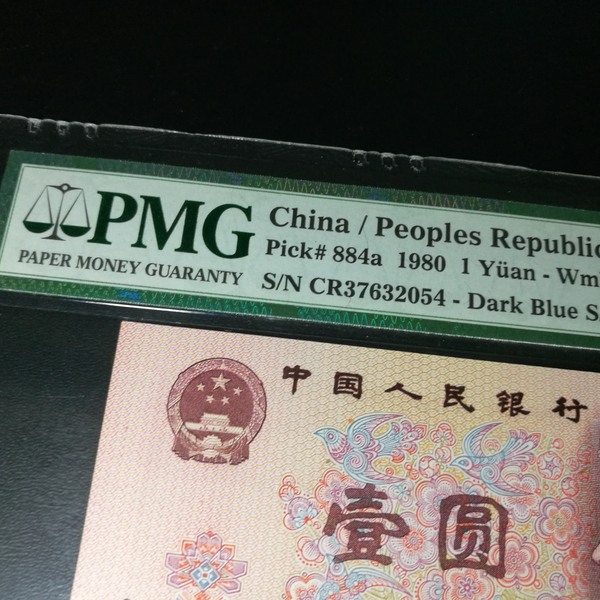 PMG
PAPER MONEY GUARANTY
China / Peoples Republic
Pick# 884a 1980 1 Yüan - Wm
S/N CR37632054 - Dark Blue S
中国人民银行
壹圆